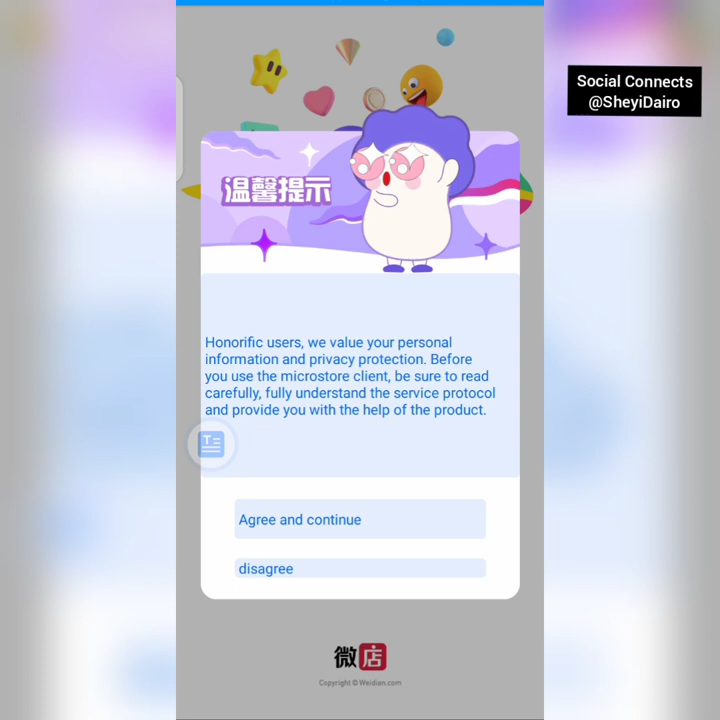 Social Connects
@SheyiDairo
温馨提示
Honorific users, we value your personal
information and privacy protection. Before
you use the microstore client, be sure to read
carefully, fully understand the service protocol
and provide you with the help of the product.
Agree and continue
disagree
微店
Copyright © Weidian.com